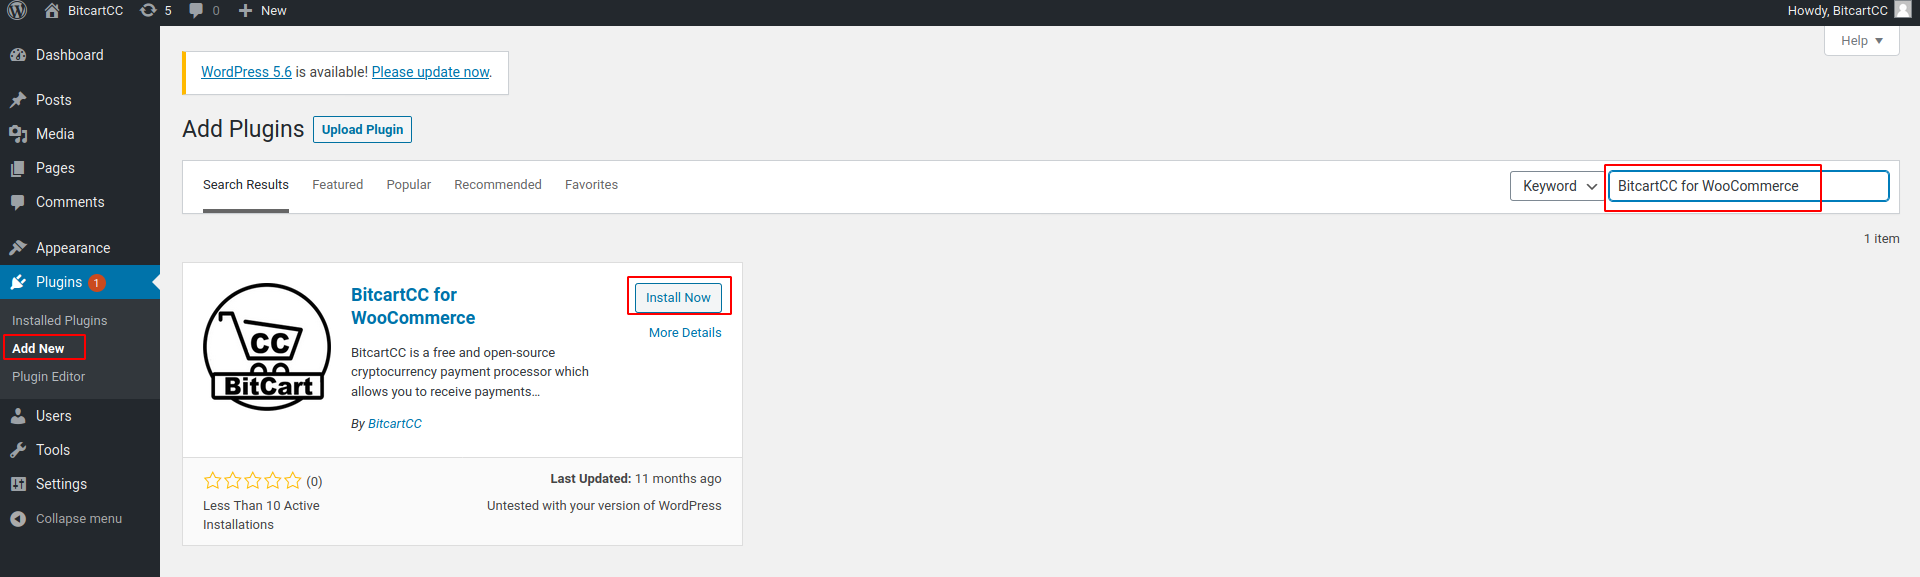 BitcartCC 5 0 New
Howdy, BitcartCC
Help
Dashboard
Posts
Media
Pages
Comments
Appearance
Plugins 1
Installed Plugins
Add New
Plugin Editor
Users
Tools
Settings
Collapse menu
WordPress 5.6 is available! Please update now.
Add Plugins Upload Plugin
Search Results Featured Popular Recommended Favorites
Keyword BitcartCC for WooCommerce
1 item
CC
BitCart
BitcartCC for
WooCommerce
Install Now
More Details
BitcartCC is a free and open-source
cryptocurrency payment processor which
allows you to receive payments…
By BitcartCC
(0)
Less Than 10 Active
Installations
Last Updated: 11 months ago
Untested with your version of WordPress